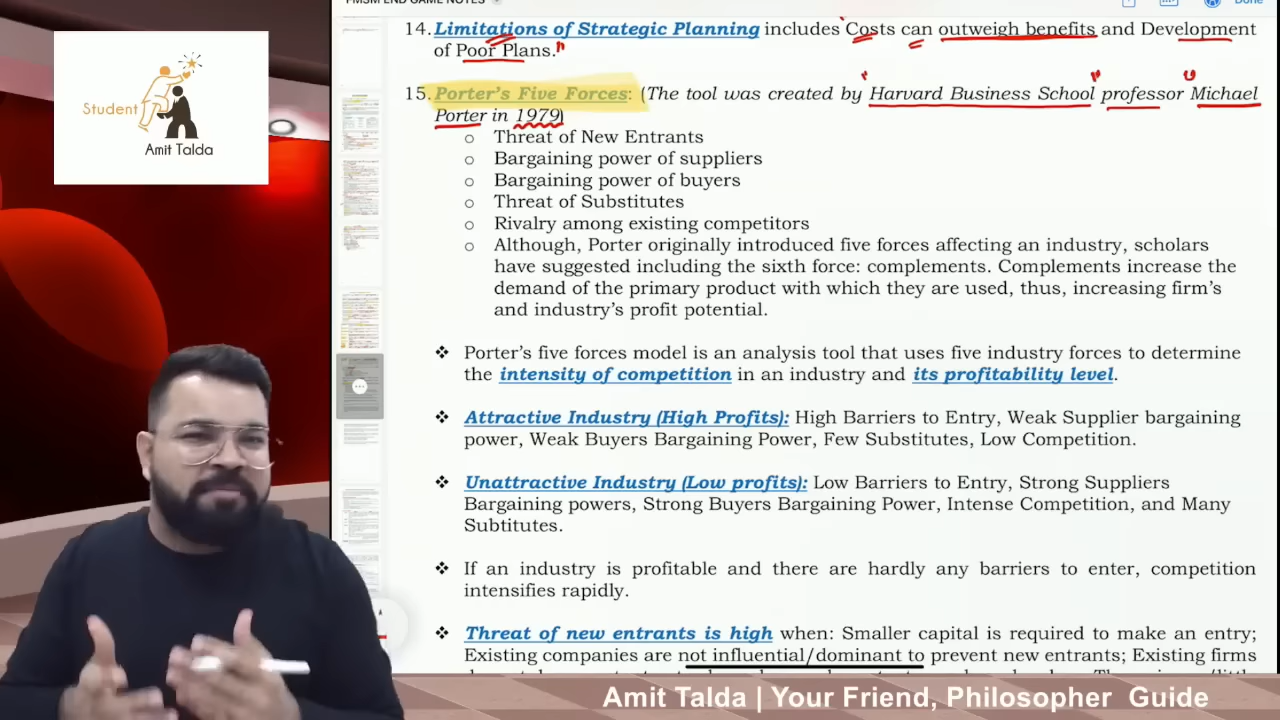 FMSM END GAME NOTES
Done
14. Limitations of Strategic Planning includes Costs can outweigh benefits and Development
of Poor Plans.
15. Porter's Five Forces (The tool was created by Harvard Business School professor Michael
Porter in 1979)
Threat of New Entrants
Bargaining power of suppliers
Bargaining power of buyers
Threat of Substitutes
Rivalry among existing competitors
Although, Porter originally introduced five forces affecting an industry, scholars
have suggested including the sixth force: complements. Complements increase the
demand of the primary product with which they are used, thus, increasing firm's
and industry's profit potential.
Porter's five forces model is an analysis tool that uses five industry forces to determine
the intensity of competition in an industry and its profitability level.
Attractive Industry (High Profits) High Barriers to Entry, Weak Supplier Bargaining
power, Weak Buyers Bargaining Power, Few Substitutes, Low Competition.
Unattractive Industry (Low profits): Low Barriers to Entry, Strong Suppliers
Bargaining power, Strong Buyers Bargaining Power, Intense Competition, and Many
Subtitutes.
If an industry is profitable and there are hardly any barriers to enter, competition
intensifies rapidly.
Threat of new entrants is high when: Smaller capital is required to make an entry;
Existing companies are not influential/dominant to prevent new entrants; Existing firms
Student
Amit Talda
Amit Talda | Your Friend, Philosopher Guide